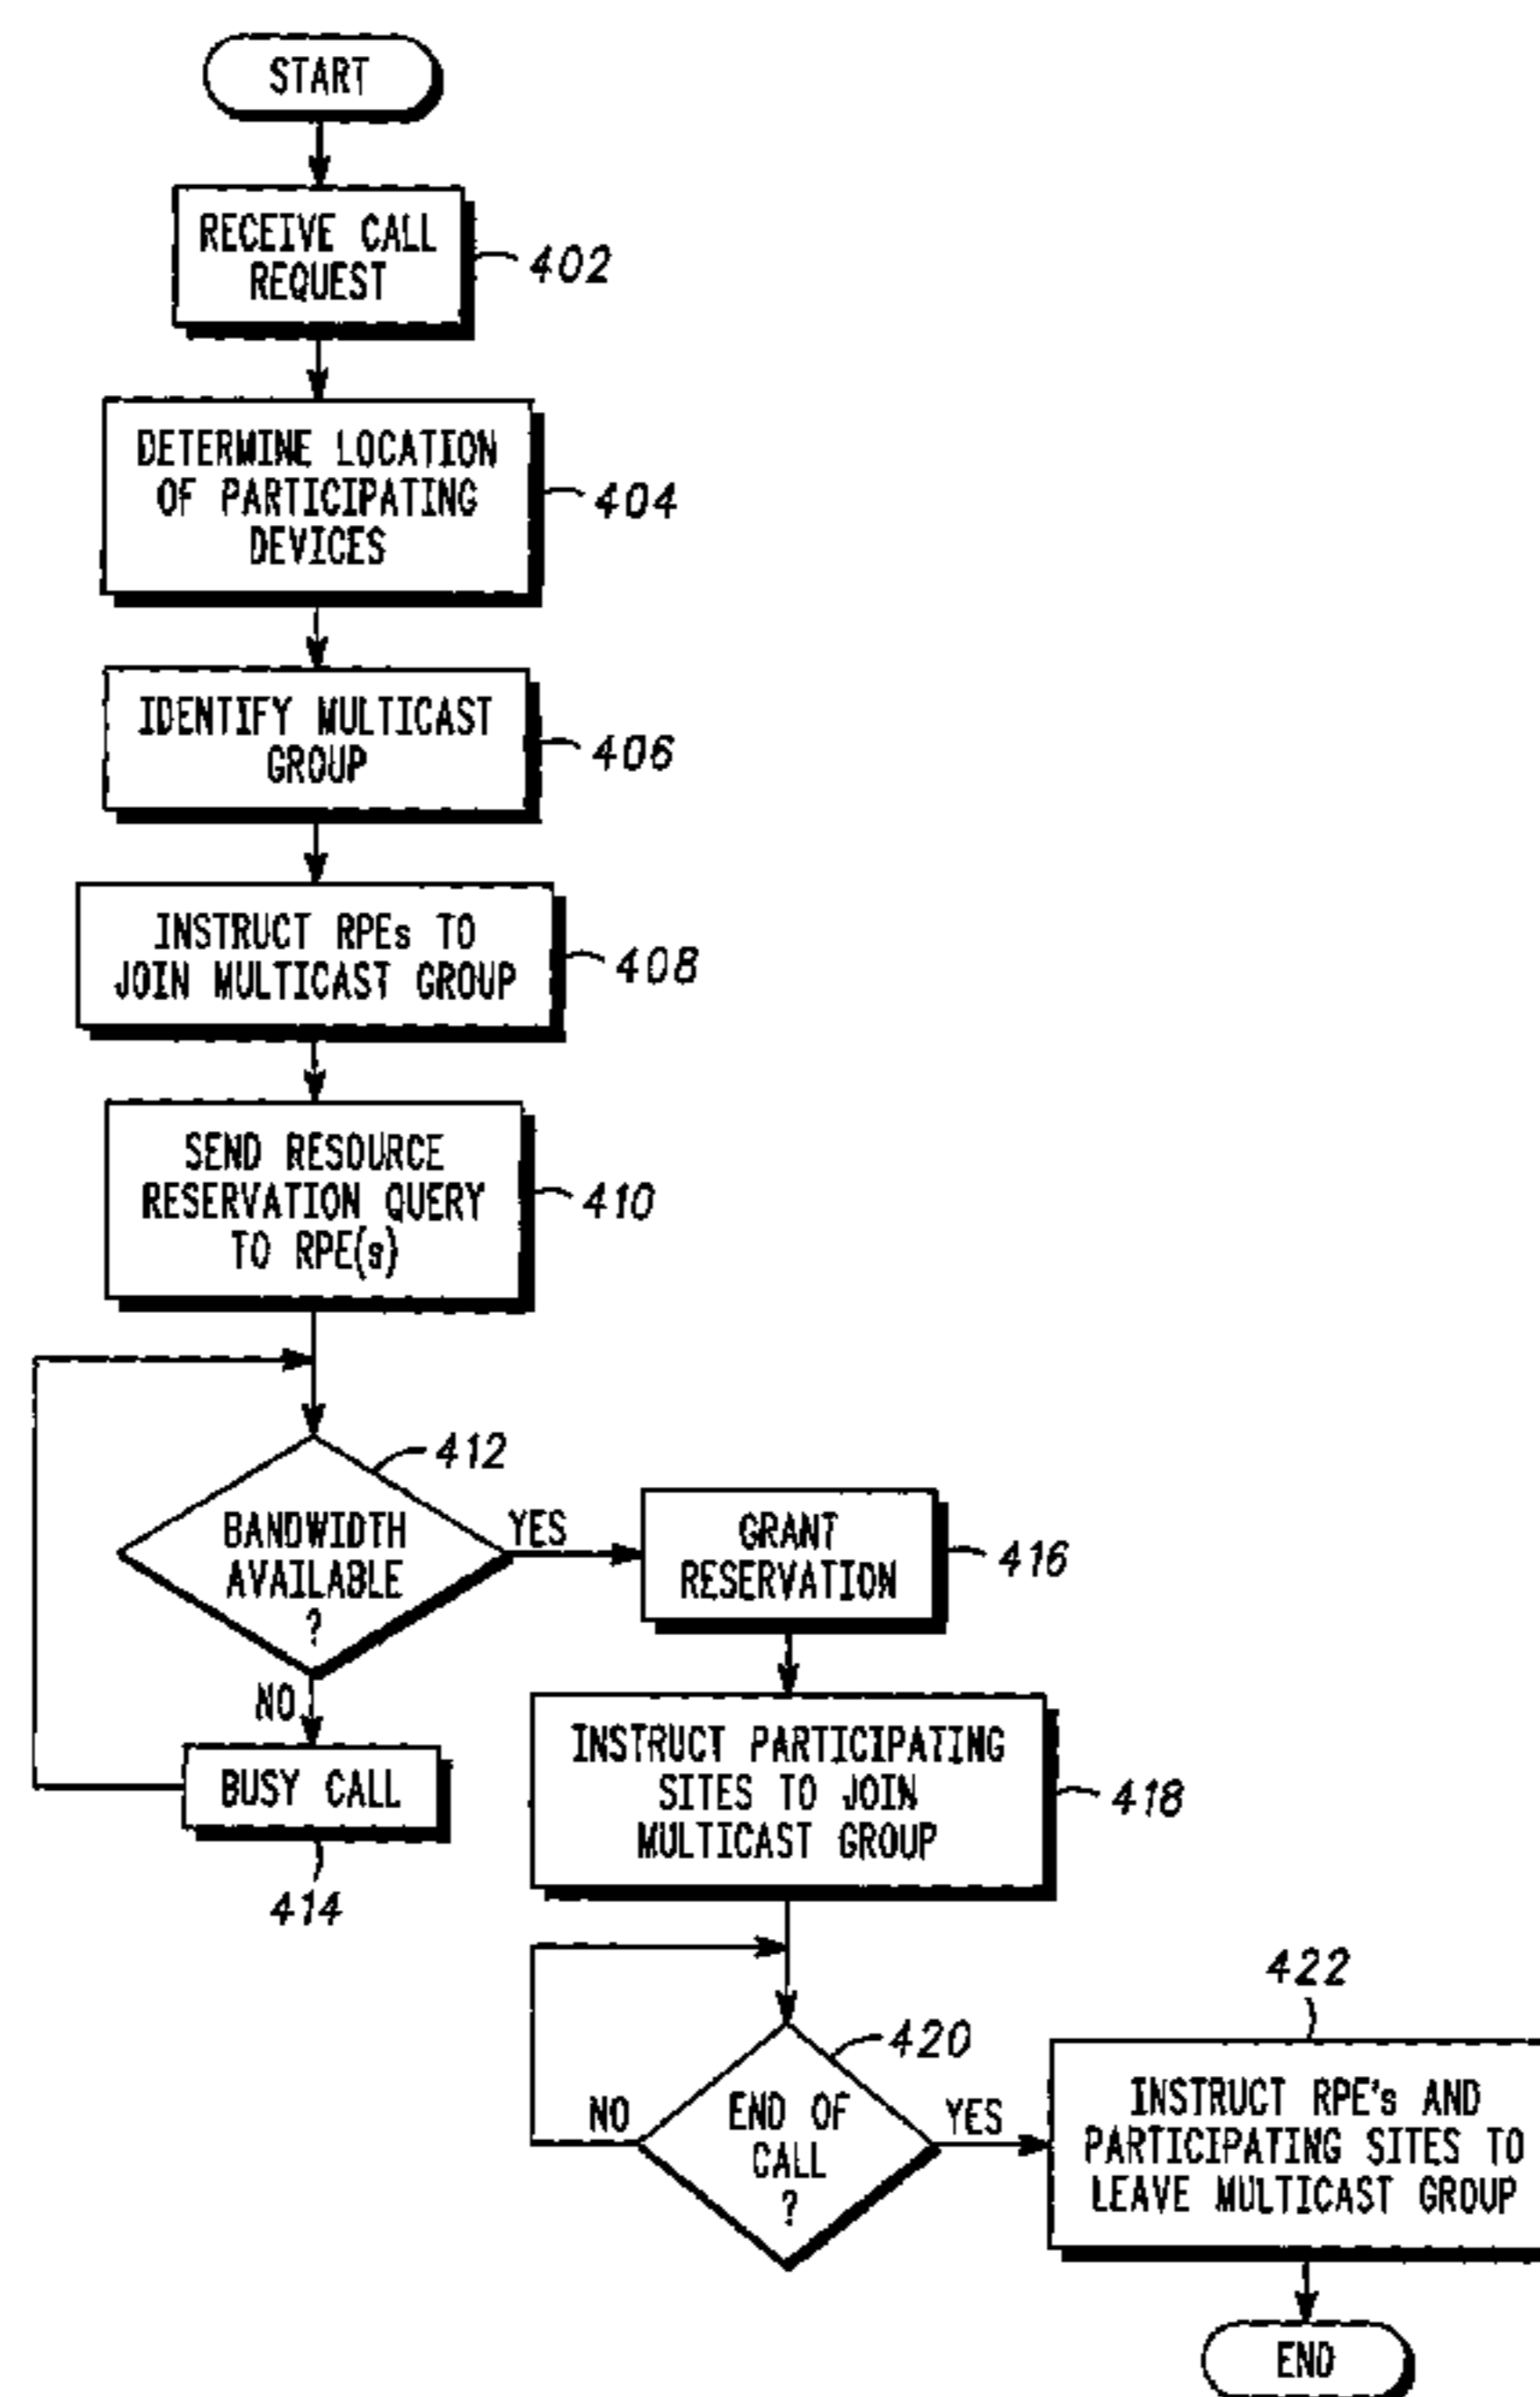 START
RECEIVE CALL
REQUEST
402
DETERMINE LOCATION
OF PARTICIPATING
DEVICES
404
IDENTIFY MULTICAST
GROUP
406
INSTRUCT RPEs TO
JOIN MULTICAST GROUP
408
SEND RESOURCE
RESERVATION QUERY
TO RPE(s)
410
412
BANDWIDTH
AVAILABLE
?
YES
GRANT
RESERVATION
416
NO
BUSY CALL
414
INSTRUCT PARTICIPATING
SITES TO JOIN
MULTICAST GROUP
418
420
END OF
CALL
?
NO
YES
422
INSTRUCT RPE's AND
PARTICIPATING SITES TO
LEAVE MULTICAST GROUP
END